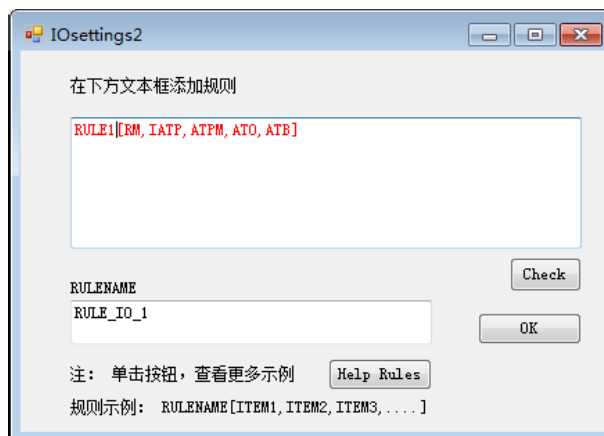 IOsettings2
在下方文本框添加规则
RULE1[RM, IATP, ATPM, ATO, ATB]
Check
RULENAME
RULE_IO_1
OK
注： 单击按钮，查看更多示例
Help Rules
规则示例： RULENAME[ITEM1, ITEM2, ITEM3, ....]